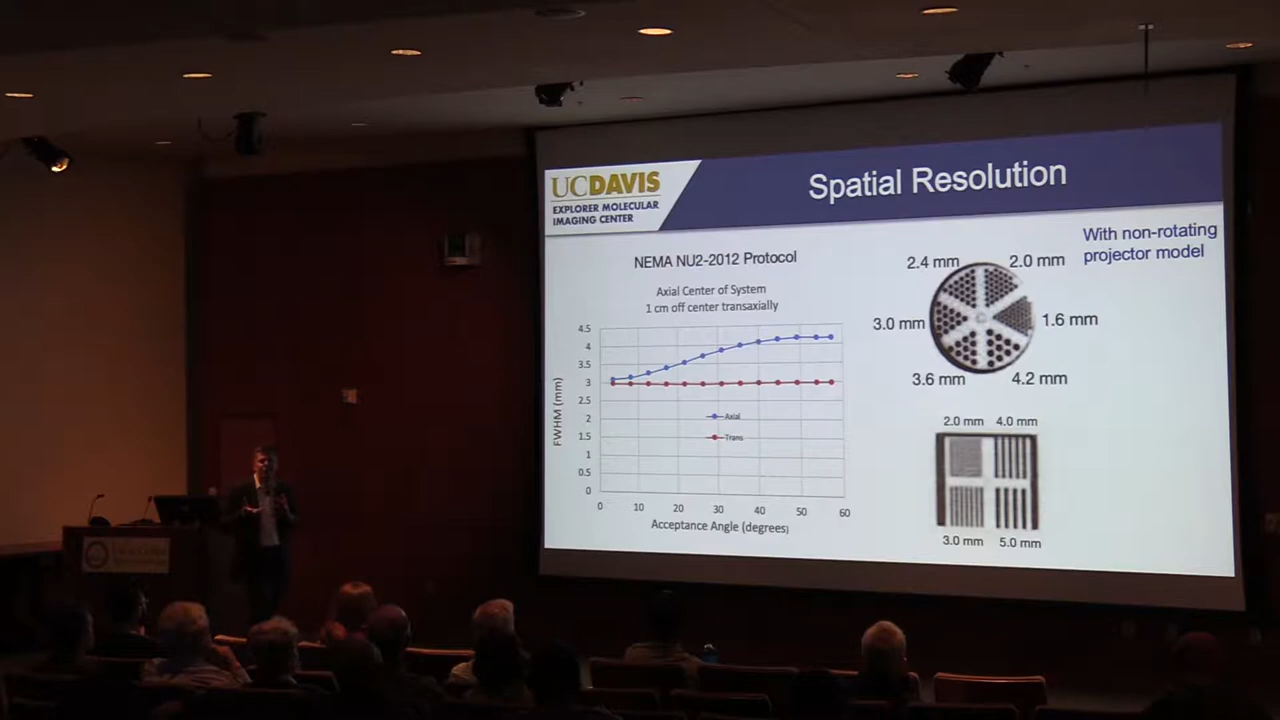 UCDAVIS
EXPLORER MOLECULAR
IMAGING CENTER
Spatial Resolution
With non-rotating
projector model
NEMA NU2-2012 Protocol
Axial Center of System
1 cm off center transaxially
4.5
4
3.5
3
2.5
2
1.5
1
0.5
0
FWHM (mm)
Axial
Trans
0 10 20 30 40 50 60
Acceptance Angle (degrees)
2.4 mm 2.0 mm
3.0 mm 1.6 mm
3.6 mm 4.2 mm
2.0 mm 4.0 mm
3.0 mm 5.0 mm